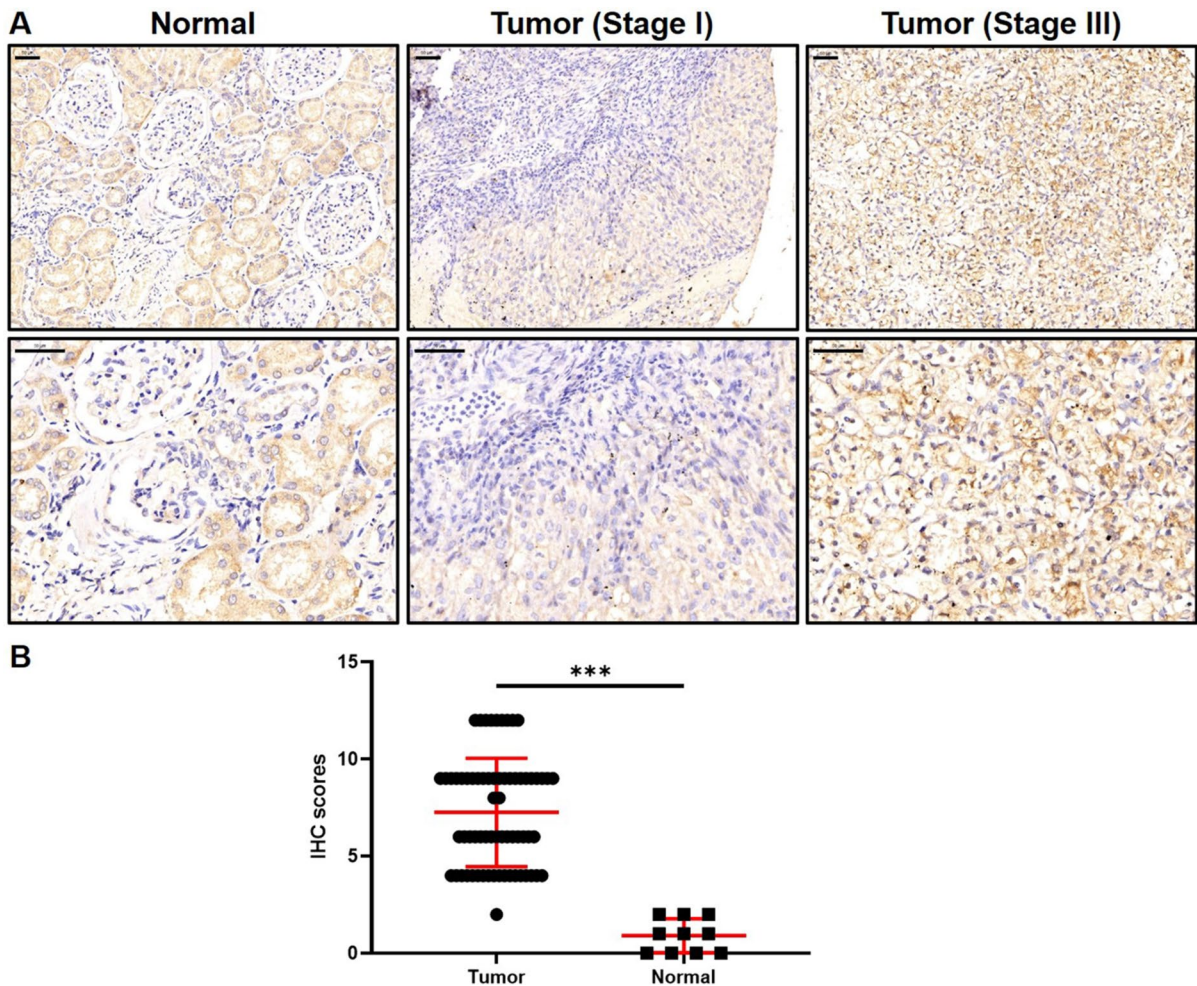 A
Normal
Tumor (Stage I)
Tumor (Stage III)
B
15
10
5
0
IHC scores
***
Tumor
Normal